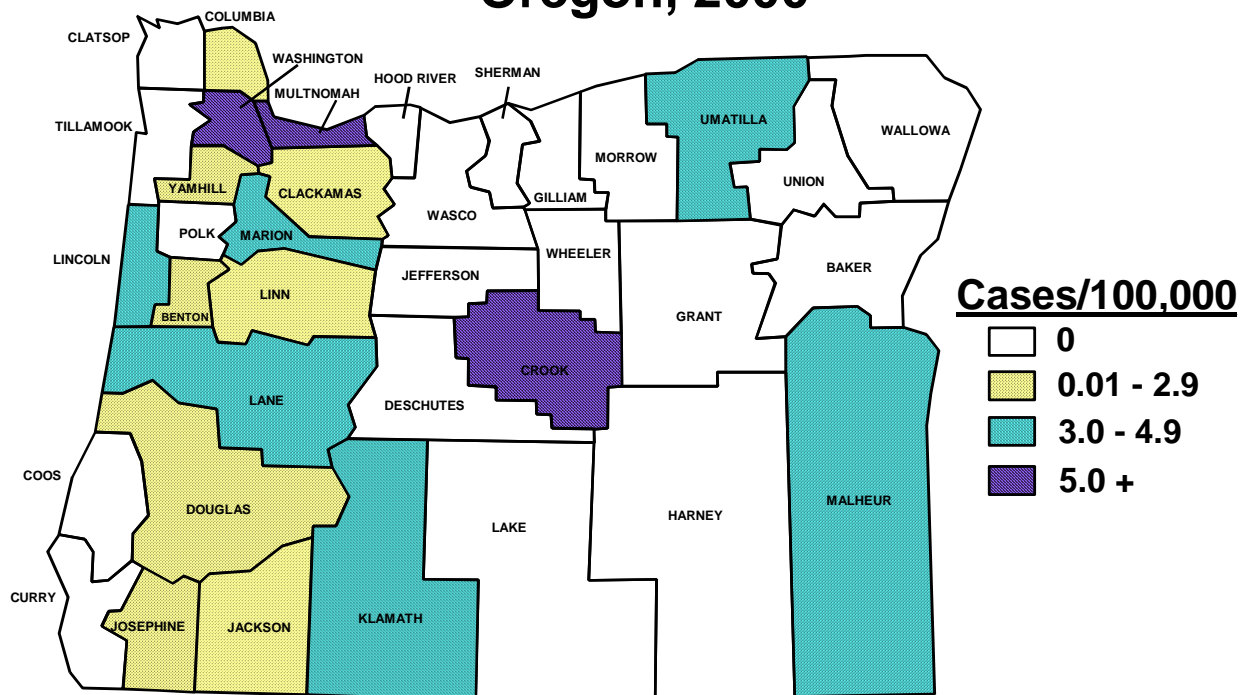 Oregon,
COLUMBIA
CLATSOP
WASHINGTON
HOOD RIVER
SHERMAN
MULTNOMAH
TILLAMOOK
UMATILLA
WALLOWA
MORROW
UNION
YAMHILL
CLACKAMAS
GILLIAM
WASCO
POLK
MARION
LINCOLN
WHEELER
JEFFERSON
BAKER
LINN
BENTON
GRANT
CROOK
LANE
DESCHUTES
COOS
DOUGLAS
LAKE
HARNEY
MALHEUR
CURRY
JOSEPHINE
JACKSON
KLAMATH
Cases/100,000
0
0.01 - 2.9
3.0 - 4.9
5.0 +